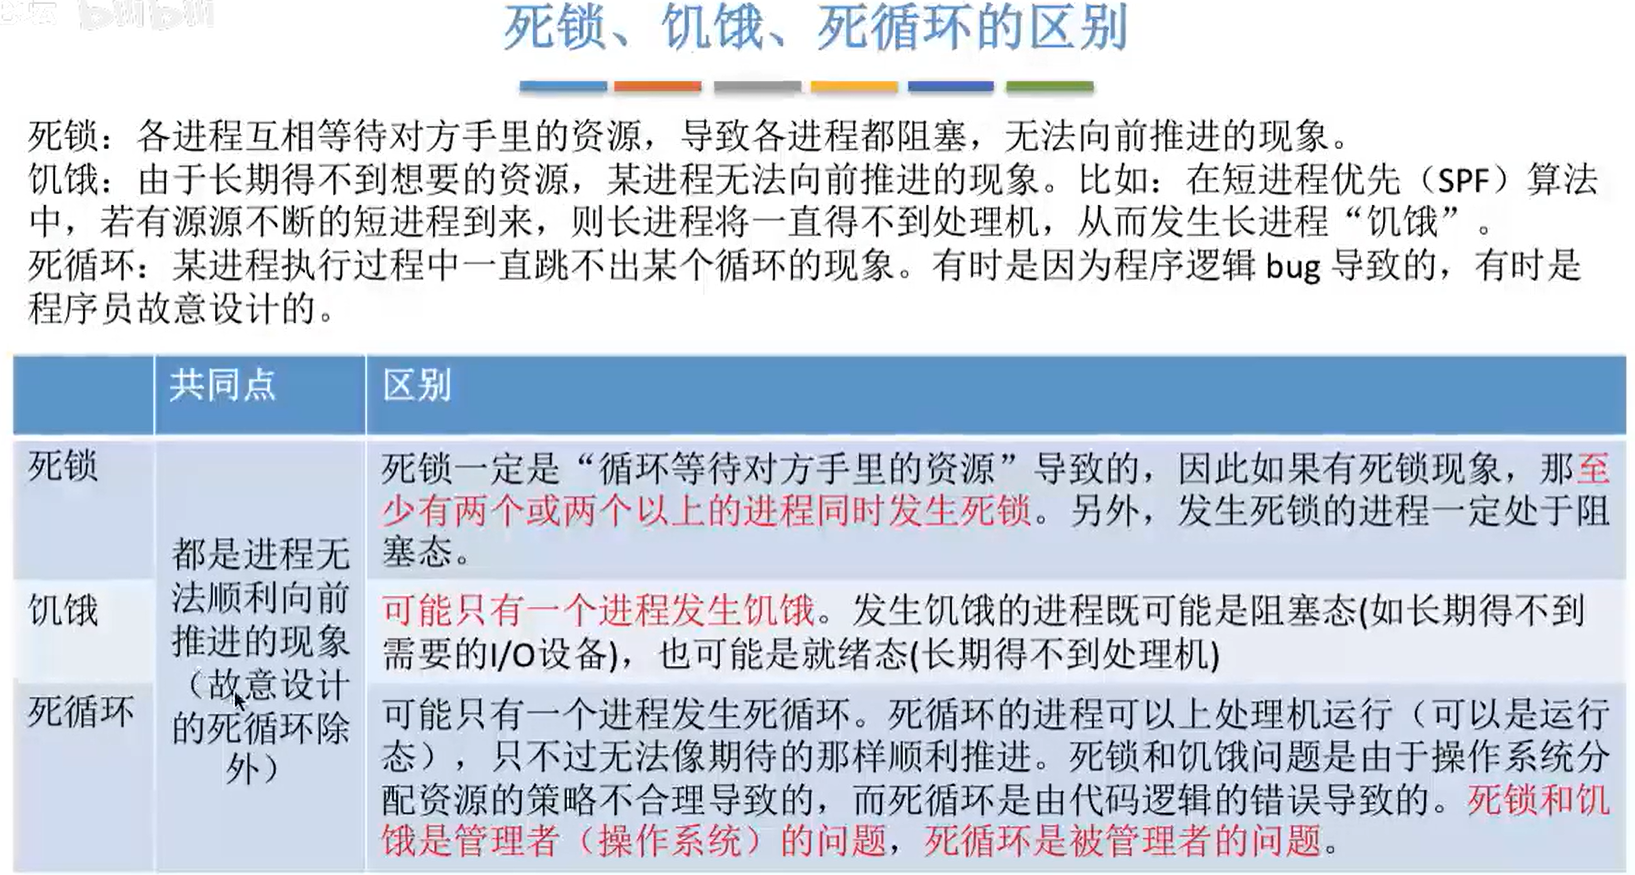 bilibili
死锁、饥饿、死循环的区别
死锁：各进程互相等待对方手里的资源，导致各进程都阻塞，无法向前推进的现象。
饥饿：由于长期得不到想要的资源，某进程无法向前推进的现象。比如：在短进程优先（SPF）算法
中，若有源源不断的短进程到来，则长进程将一直得不到处理机，从而发生长进程“饥饿”。
死循环：某进程执行过程中一直跳不出某个循环的现象。有时是因为程序逻辑 bug 导致的，有时是
程序员故意设计的。
共同点
区别
死锁
死锁一定是“循环等待对方手里的资源”导致的，因此如果有死锁现象，那至
少有两个或两个以上的进程同时发生死锁。另外，发生死锁的进程一定处于阻
塞态。
都是进程无
法顺利向前
推进的现象
（故意设计
的死循环除
外）
饥饿
可能只有一个进程发生饥饿。发生饥饿的进程既可能是阻塞态(如长期得不到
需要的I/O设备)，也可能是就绪态(长期得不到处理机)
死循环
可能只有一个进程发生死循环。死循环的进程可以上处理机运行（可以是运行
态），只不过无法像期待的那样顺利推进。死锁和饥饿问题是由于操作系统分
配资源的策略不合理导致的，而死循环是由代码逻辑的错误导致的。死锁和饥
饿是管理者（操作系统）的问题，死循环是被管理者的问题。